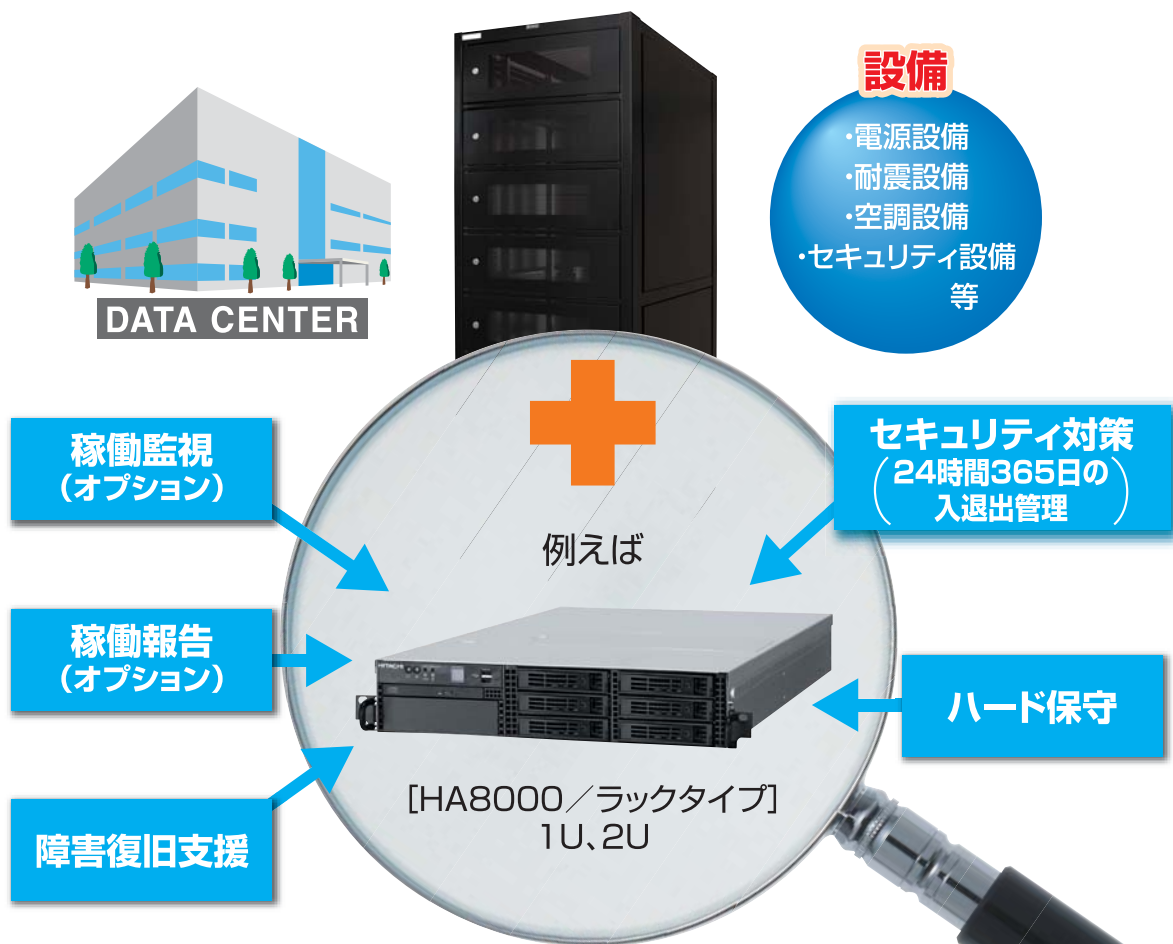 設備
・電源設備
・耐震設備
・空調設備
・セキュリティ設備
等
DATA CENTER
稼働監視
（オプション）
セキュリティ対策
（24時間365日の
入退出管理）
例えば
稼働報告
（オプション）
HITACHI
ハード保守
［HA8000／ラックタイプ］
1U、2U
障害復旧支援